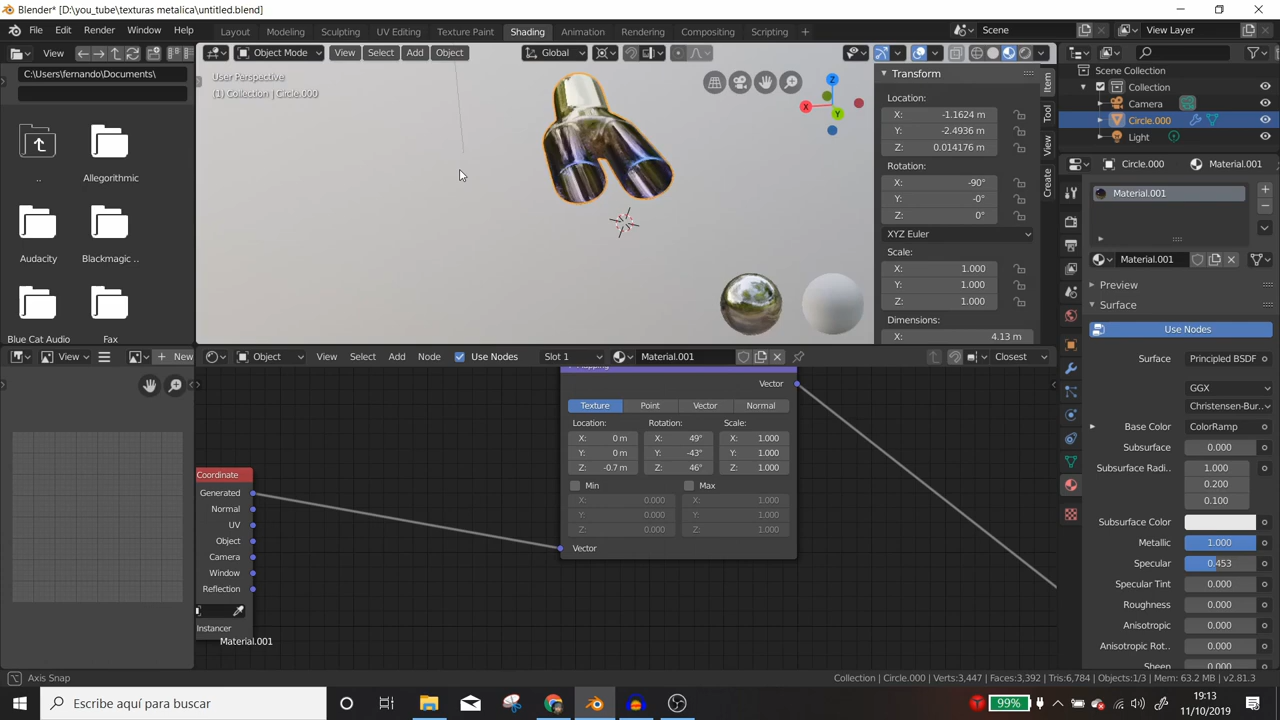 Blender* [D:\you_tube\texturas metalica\untitled.blend]
File Edit Render Window Help Layout Modeling Sculpting UV Editing Texture Paint Shading Animation Rendering Compositing Scripting + Scene View Layer
View Object Mode View Select Add Object Global
C:\Users\fernando\Documents\
..
Allegorithmic
Audacity
Blackmagic ..
Blue Cat Audio
Fax
User Perspective
(1) Collection | Circle.000
X
Y
Z
Transform
Location:
X: -1.1624 m
Y: -2.4936 m
Z: 0.014176 m
Rotation:
X: -90°
Y: -0°
Z: 0°
XYZ Euler
Scale:
X: 1.000
Y: 1.000
Z: 1.000
Dimensions:
X: 4.13 m
Item
Tool
View
Create
Scene Collection
Collection
Camera
Circle.000
Light
Circle.000 Material.001
Material.001
Material.001
Preview
Surface
Use Nodes
Surface: Principled BSDF
GGX
Christensen-Bur..
Base Color ColorRamp
Subsurface 0.000
Subsurface Radi.. 1.000
0.200
0.100
Subsurface Color
Metallic 1.000
Specular 0.453
Specular Tint 0.000
Roughness 0.000
Anisotropic 0.000
Anisotropic Rot.. 0.000
Sheen 0.000
View New
Object View Select Add Node Use Nodes Slot 1 Material.001 Closest
Vector
Texture Point Vector Normal
Location: Rotation: Scale:
X: 0 m X: 49° X: 1.000
Y: 0 m Y: -43° Y: 1.000
Z: -0.7 m Z: 46° Z: 1.000
Min Max
X: 0.000 X: 1.000
Y: 0.000 Y: 1.000
Z: 0.000 Z: 1.000
Vector
Coordinate
Generated
Normal
UV
Object
Camera
Window
Reflection
Instancer
Material.001
Axis Snap
Collection | Circle.000 | Verts:3,447 | Faces:3,392 | Tris:6,784 | Objects:1/3 | Mem: 63.2 MB | v2.81.3
Escribe aquí para buscar
99%
19:13
11/10/2019